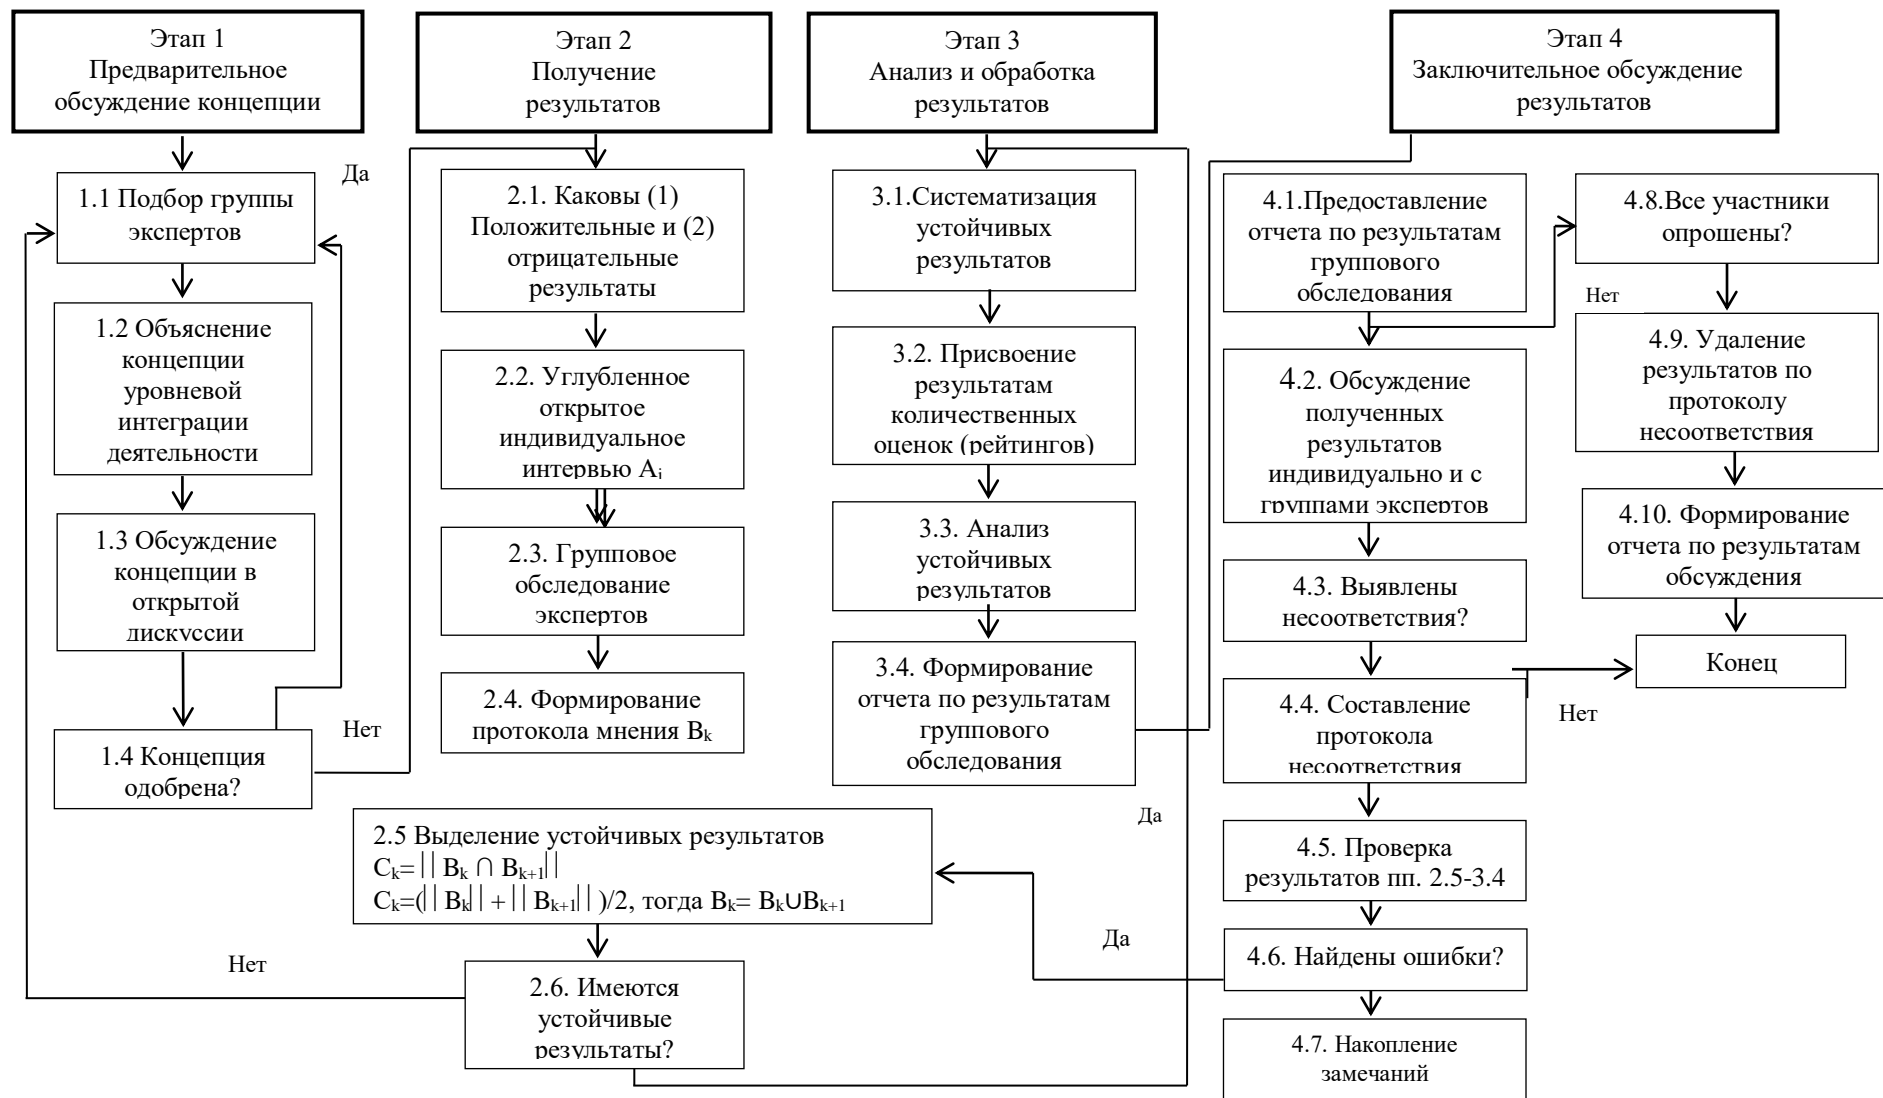 Этап 1
Предварительное
обсуждение концепции
Да
1.1 Подбор группы
экспертов
1.2 Объяснение
концепции
уровневой
интеграции
деятельности
1.3 Обсуждение
концепции в
открытой
дискуссии
1.4 Концепция
одобрена?
Нет
Этап 2
Получение
результатов
2.1. Каковы (1)
Положительные и (2)
отрицательные
результаты
2.2. Углубленное
открытое
индивидуальное
интервью Ai
2.3. Групповое
обследование
экспертов
2.4. Формирование
протокола мнения Bk
2.5 Выделение устойчивых результатов
Ck=|| Bk ∩ Bk+1||
Ck=(|| Bk|| + || Bk+1|| )/2, тогда Bk= Bk∪Bk+1
Нет
2.6. Имеются
устойчивые
результаты?
Этап 3
Анализ и обработка
результатов
3.1.Систематизация
устойчивых
результатов
3.2. Присвоение
результатам
количественных
оценок (рейтингов)
3.3. Анализ
устойчивых
результатов
3.4. Формирование
отчета по результатам
группового
обследования
Да
Этап 4
Заключительное обсуждение
результатов
4.1.Предоставление
отчета по результатам
группового
обследования
4.2. Обсуждение
полученных
результатов
индивидуально и с
группами экспертов
4.3. Выявлены
несоответствия?
4.4. Составление
протокола
несоответствия
Нет
4.5. Проверка
результатов пп. 2.5-3.4
Да
4.6. Найдены ошибки?
4.7. Накопление
замечаний
4.8.Все участники
опрошены?
Нет
4.9. Удаление
результатов по
протоколу
несоответствия
4.10. Формирование
отчета по результатам
обсуждения
Конец